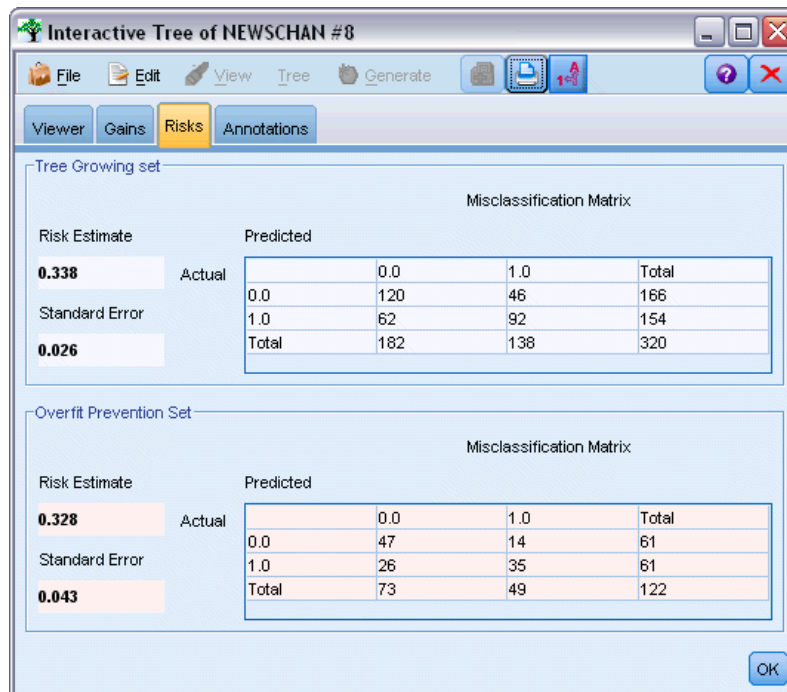 Interactive Tree of NEWSCHAN #8
File Edit View Tree Generate
Viewer Gains Risks Annotations
Tree Growing set
Misclassification Matrix
Risk Estimate Predicted
0.338 Actual 0.0 1.0 Total
0.0 120 46 166
Standard Error 1.0 62 92 154
0.026 Total 182 138 320
Overfit Prevention Set
Misclassification Matrix
Risk Estimate Predicted
0.328 Actual 0.0 1.0 Total
0.0 47 14 61
Standard Error 1.0 26 35 61
0.043 Total 73 49 122
OK